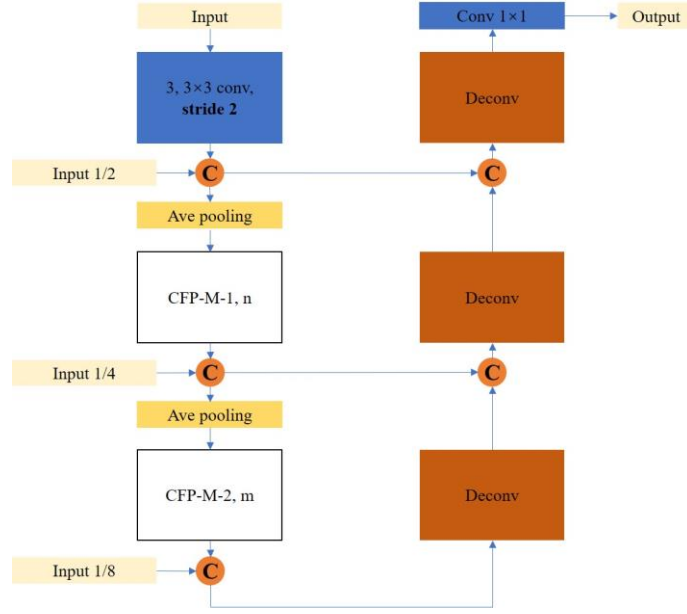 Input
Conv 1×1
Output
3, 3×3 conv,
stride 2
Deconv
Input 1/2
C
C
Ave pooling
CFP-M-1, n
Deconv
Input 1/4
C
C
Ave pooling
CFP-M-2, m
Deconv
Input 1/8
C